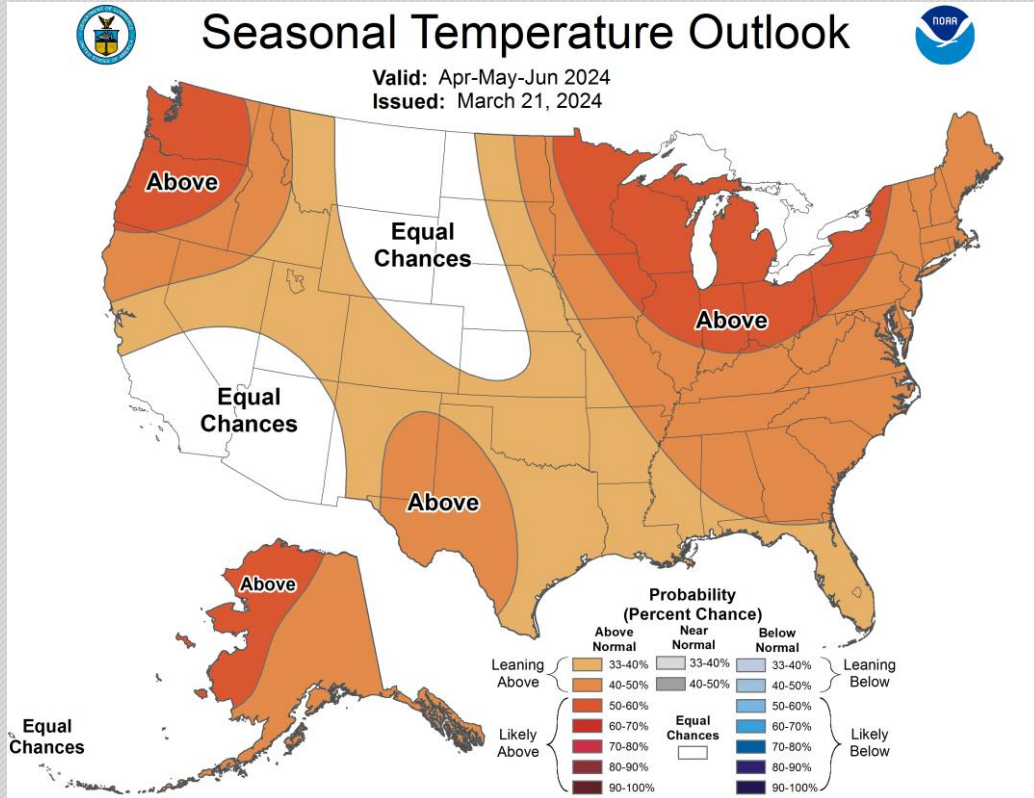 Seasonal Temperature Outlook
NOAA
Valid: Apr-May-Jun 2024
Issued: March 21, 2024
Above
Equal
Chances
Above
Equal
Chances
Above
Above
Equal
Chances
Probability
(Percent Chance)
Above
Normal
Near
Normal
Below
Normal
Leaning
Above
33-40%
33-40%
33-40%
Leaning
Below
40-50%
40-50%
40-50%
Likely
Above
50-60%
50-60%
Likely
Below
60-70%
Equal
Chances
60-70%
70-80%
70-80%
80-90%
80-90%
90-100%
90-100%